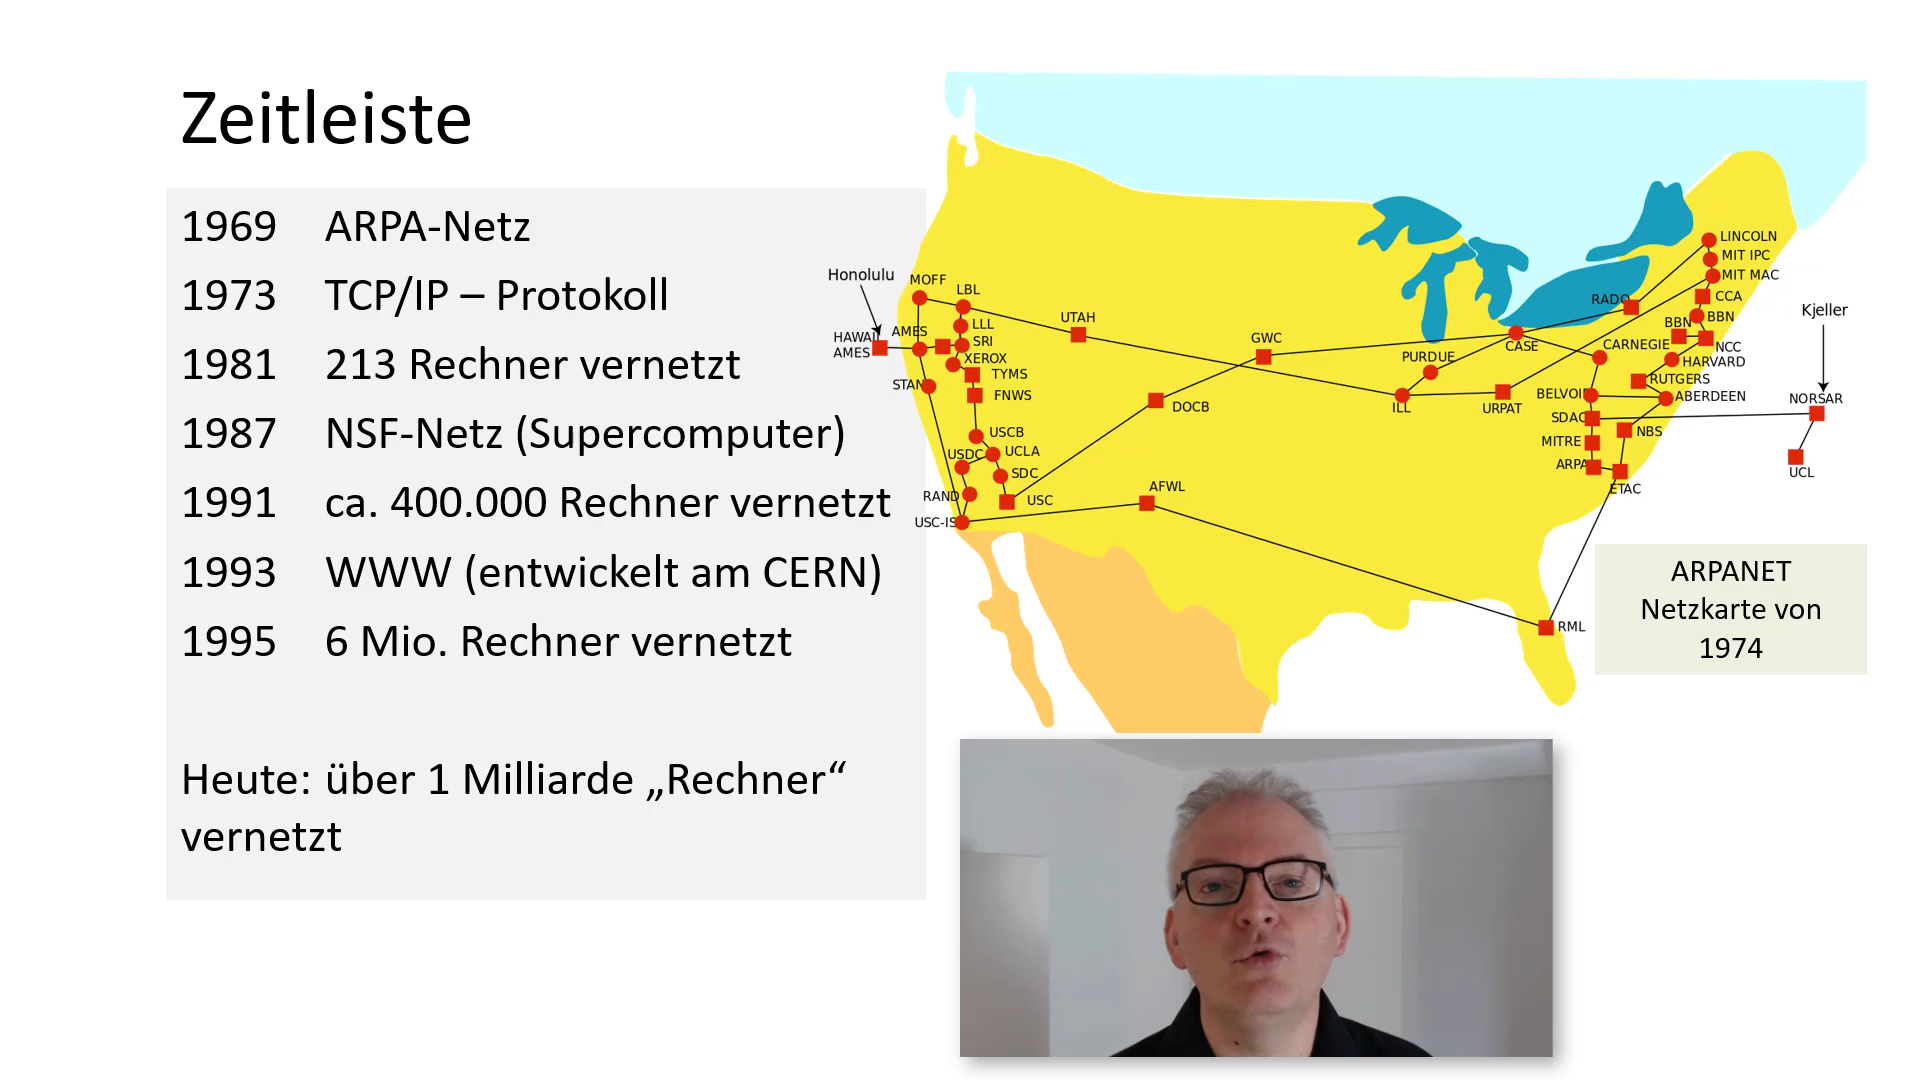 Zeitleiste
1969 ARPA-Netz
1973 TCP/IP – Protokoll
1981 213 Rechner vernetzt
1987 NSF-Netz (Supercomputer)
1991 ca. 400.000 Rechner vernetzt
1993 WWW (entwickelt am CERN)
1995 6 Mio. Rechner vernetzt
Heute: über 1 Milliarde „Rechner“
vernetzt
Honolulu
HAWAII
AMES
MOFF
LBL
AMES
LLL
SRI
XEROX
TYMS
STAN
FNWS
USCB
UCLA
USDC
SDC
RAND
USC
USC-ISI
UTAH
AFWL
DOCB
GWC
PURDUE
ILL
CASE
URPAT
RADC
LINCOLN
MIT IPC
MIT MAC
CCA
BBN
BBN
NCC
CARNEGIE
HARVARD
RUTGERS
BELVOIR
ABERDEEN
SDAC
NBS
MITRE
ARPA
ETAC
RML
Kjeller
NORSAR
UCL
ARPANET
Netzkarte von
1974